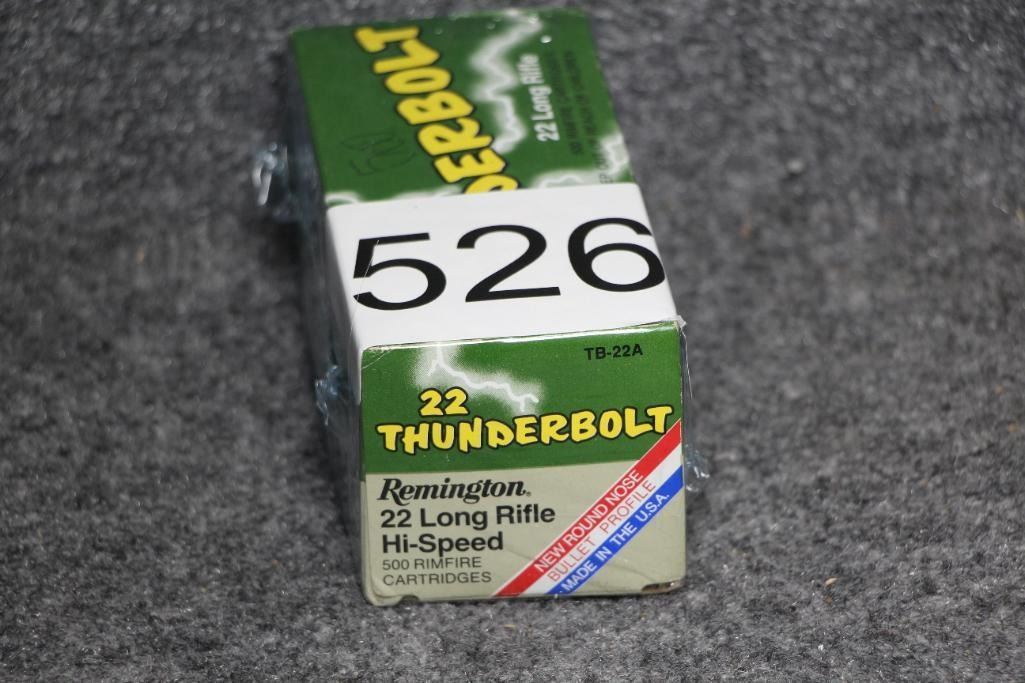 DERBOLT
22 Long Rifle
526
TB-22A
22
THUNDERBOLT
Remington®
22 Long Rifle
Hi-Speed
500 RIMFIRE
CARTRIDGES
NEW ROUND NOSE
BULLET PROFILE
MADE IN THE U.S.A.